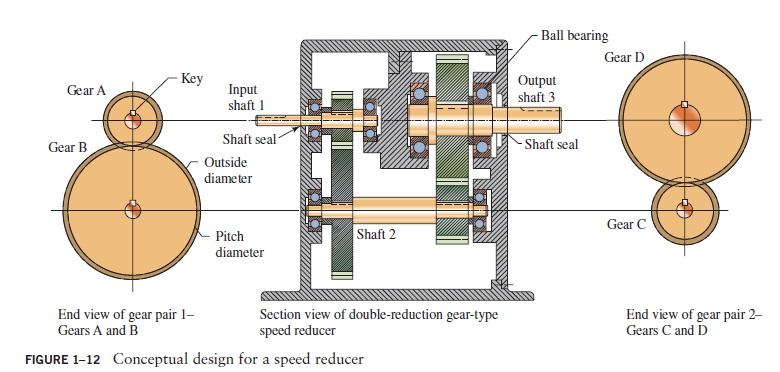 Ball bearing
Gear D
Gear A
Key
Input
shaft 1
Output
shaft 3
Shaft seal
Shaft seal
Gear B
Outside
diameter
Gear C
Pitch
diameter
Shaft 2
End view of gear pair 1–
Gears A and B
Section view of double-reduction gear-type
speed reducer
End view of gear pair 2–
Gears C and D
FIGURE 1–12 Conceptual design for a speed reducer